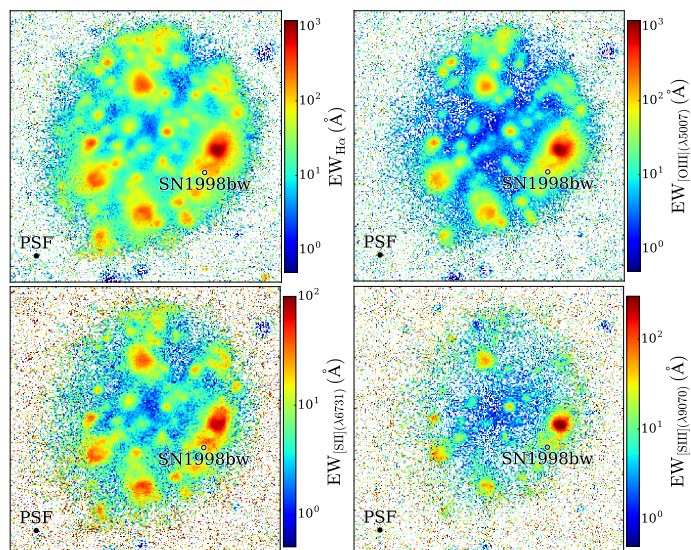 10³
10²
10¹
10⁰
EW_Hα (Å)
SN1998bw
PSF
10³
10²
10¹
10⁰
EW_[OIII](λ5007) (Å)
SN1998bw
PSF
10²
10¹
10⁰
EW_[SII](λ6731) (Å)
SN1998bw
PSF
10²
10¹
10⁰
EW_[SIII](λ9070) (Å)
SN1998bw
PSF